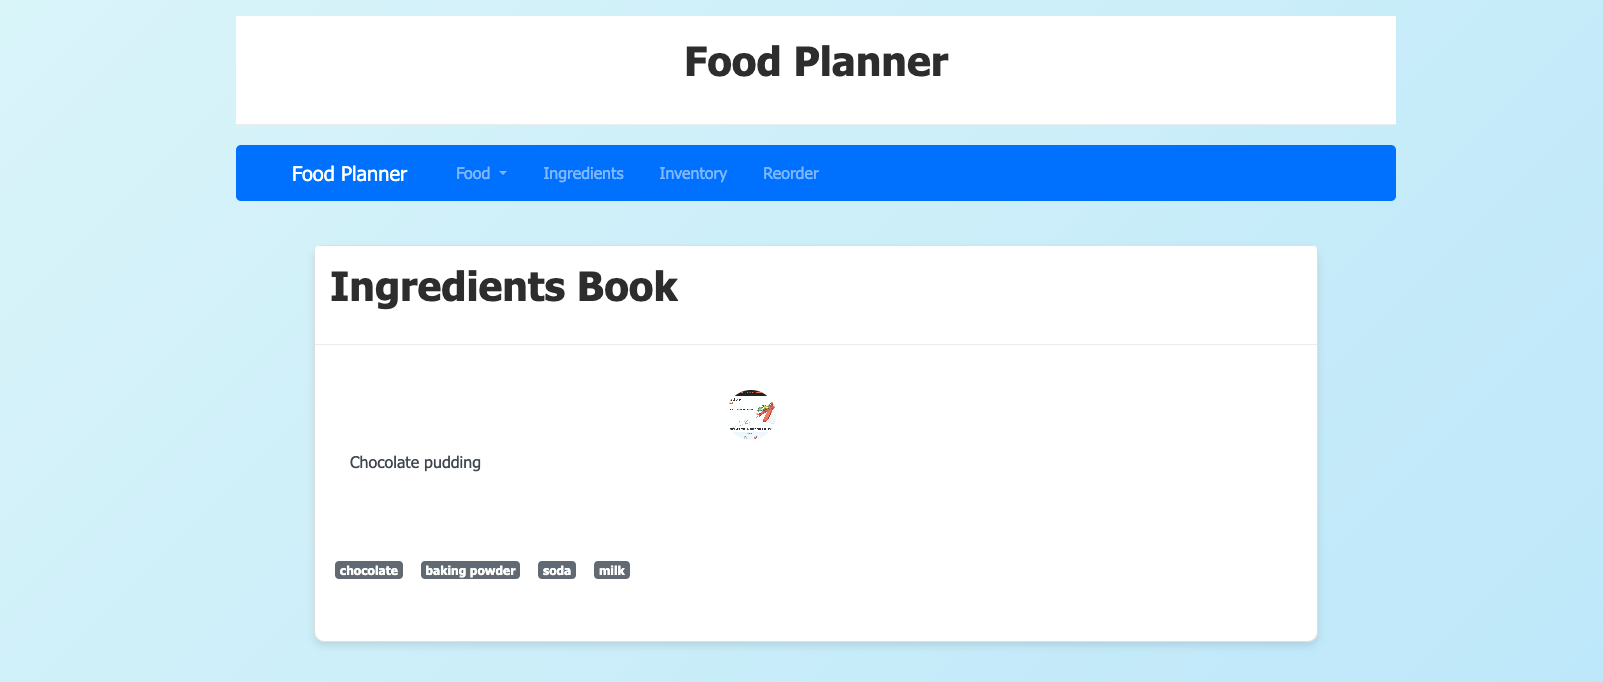 Food Planner
Food Planner Food Ingredients Inventory Reorder
Ingredients Book
Chocolate pudding
chocolate baking powder soda milk